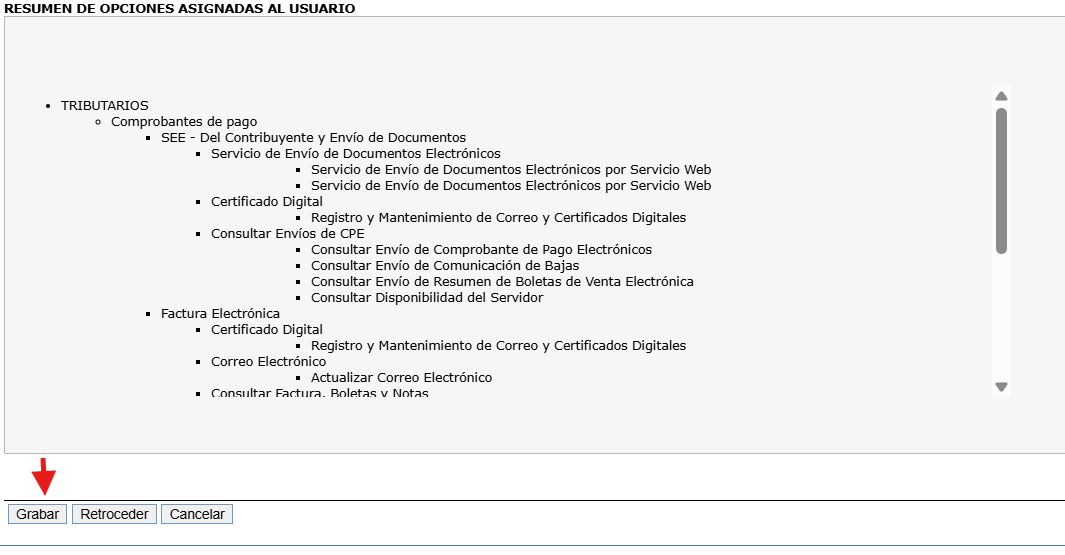 RESUMEN DE OPCIONES ASIGNADAS AL USUARIO
TRIBUTARIOS
Comprobantes de pago
SEE - Del Contribuyente y Envío de Documentos
Servicio de Envío de Documentos Electrónicos
Servicio de Envío de Documentos Electrónicos por Servicio Web
Servicio de Envío de Documentos Electrónicos por Servicio Web
Certificado Digital
Registro y Mantenimiento de Correo y Certificados Digitales
Consultar Envíos de CPE
Consultar Envío de Comprobante de Pago Electrónicos
Consultar Envío de Comunicación de Bajas
Consultar Envío de Resumen de Boletas de Venta Electrónica
Consultar Disponibilidad del Servidor
Factura Electrónica
Certificado Digital
Registro y Mantenimiento de Correo y Certificados Digitales
Correo Electrónico
Actualizar Correo Electrónico
Consultar Factura, Boletas y Notas
Grabar Retroceder Cancelar